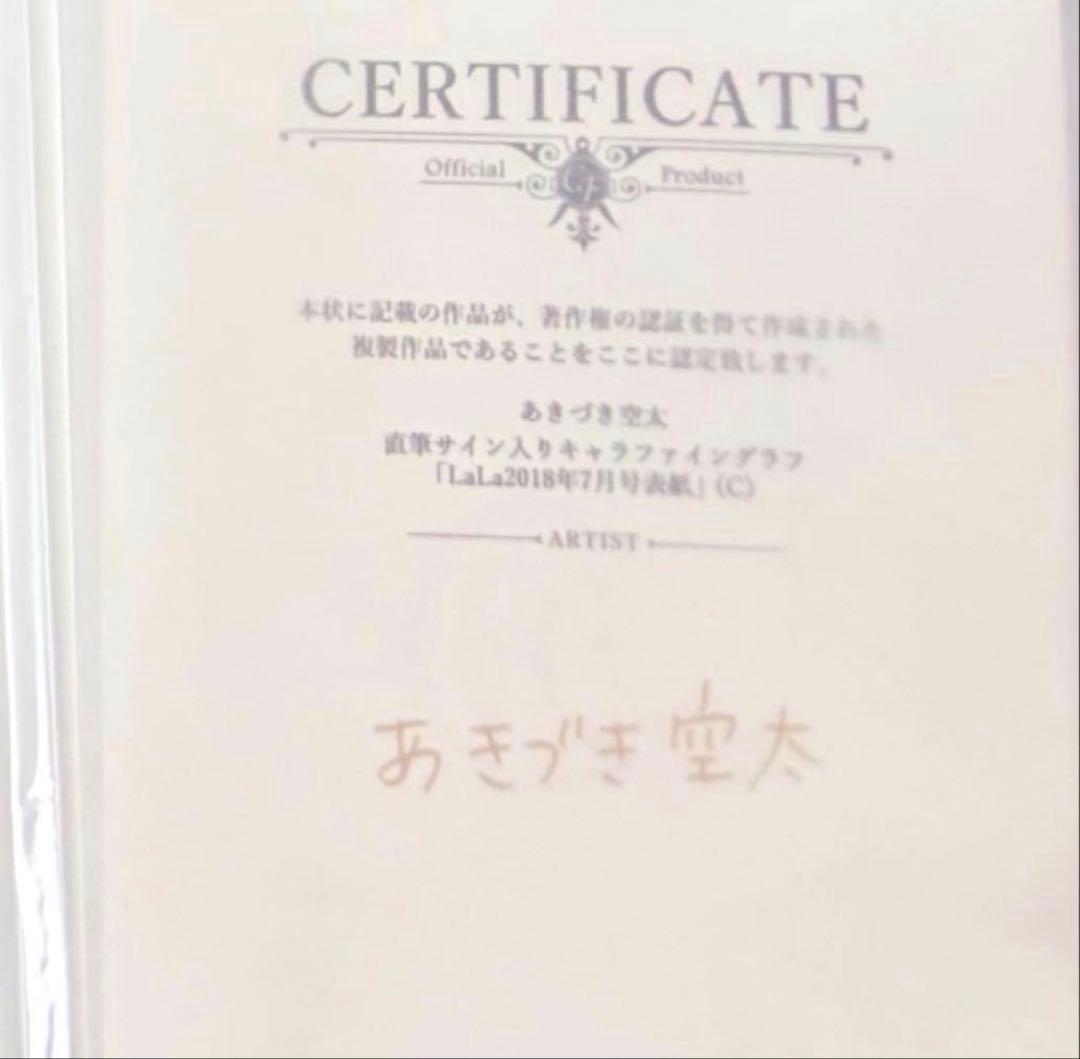 CERTIFICATE
Official Product
本状に記載の作品が、著作権の認証を得て作成された
複製作品であることをここに認定致します。
あきづき空太
直筆サイン入りキャラファイングラフ
「LaLa2018年7月号表紙」(C)
ARTIST
あきづき空太